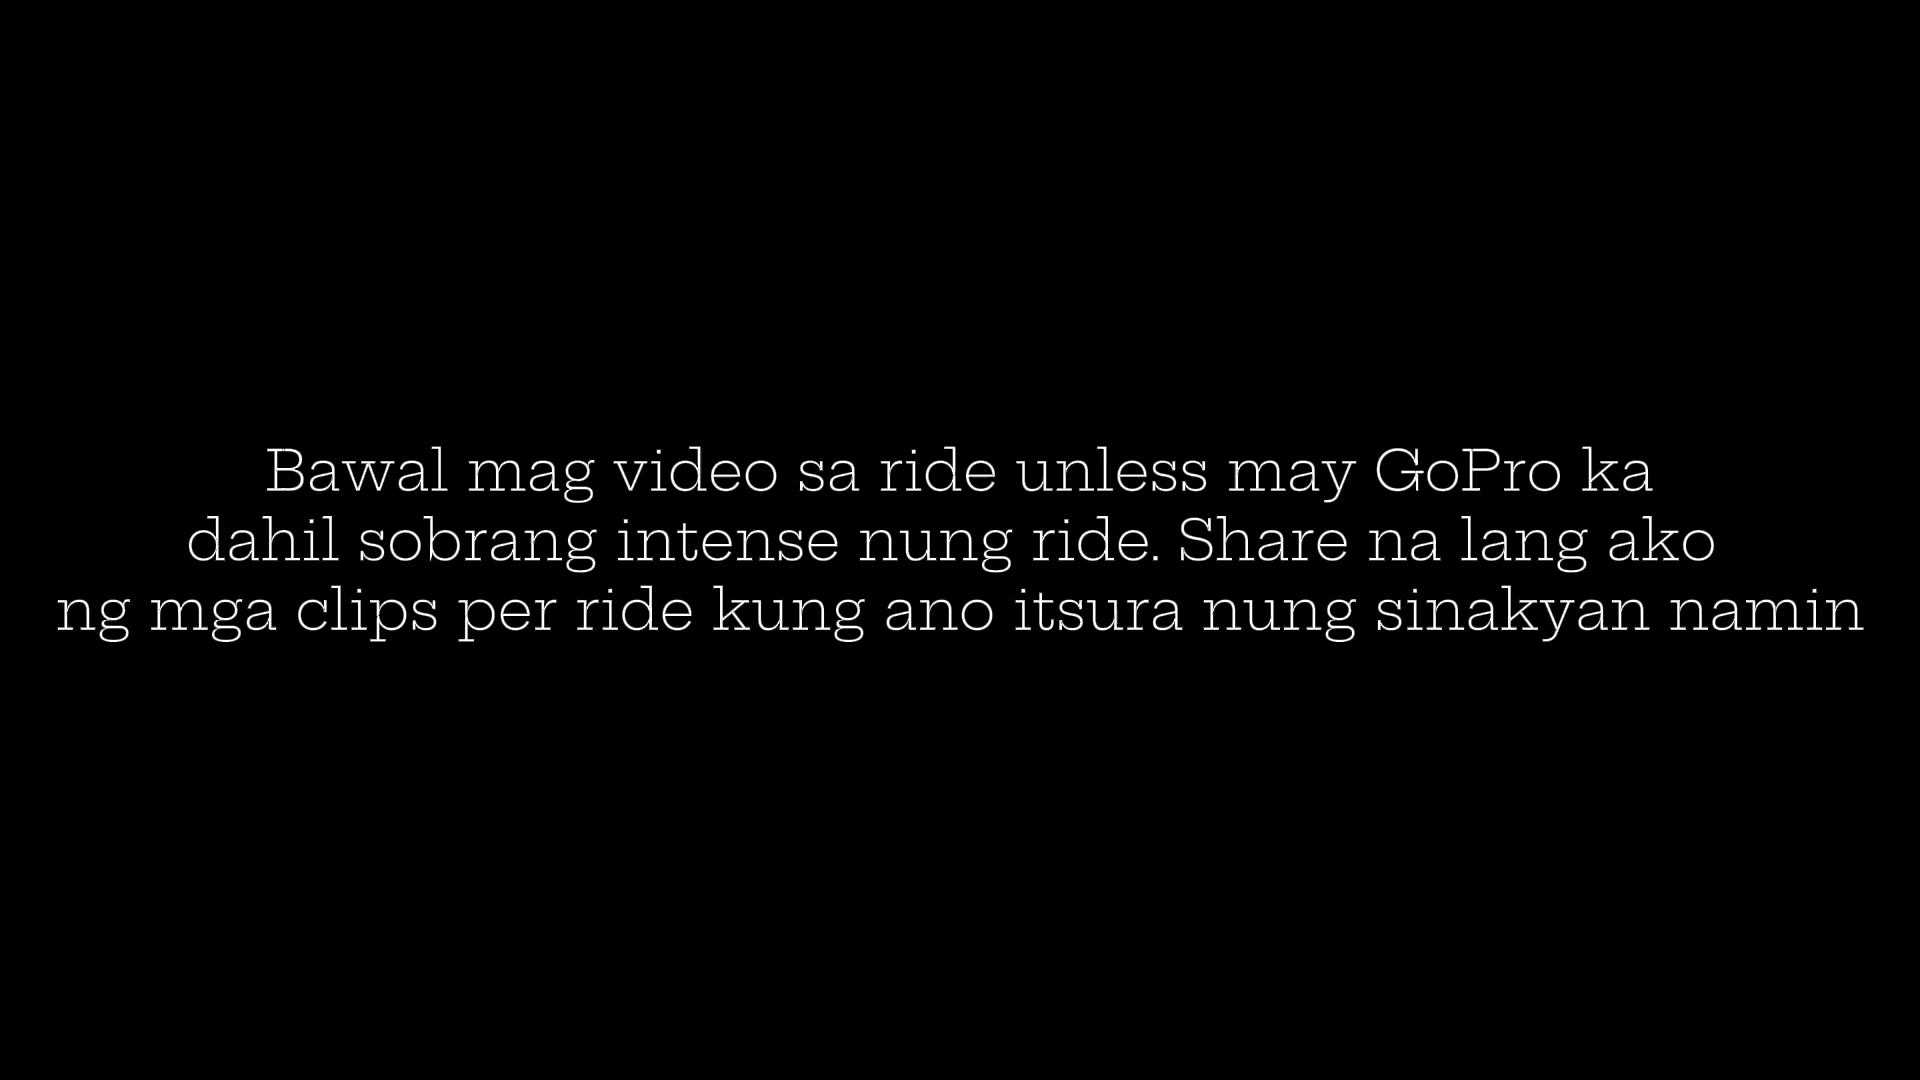 Bawal mag video sa ride unless may GoPro ka
dahil sobrang intense nung ride. Share na lang ako
ng mga clips per ride kung ano itsura nung sinakyan namin